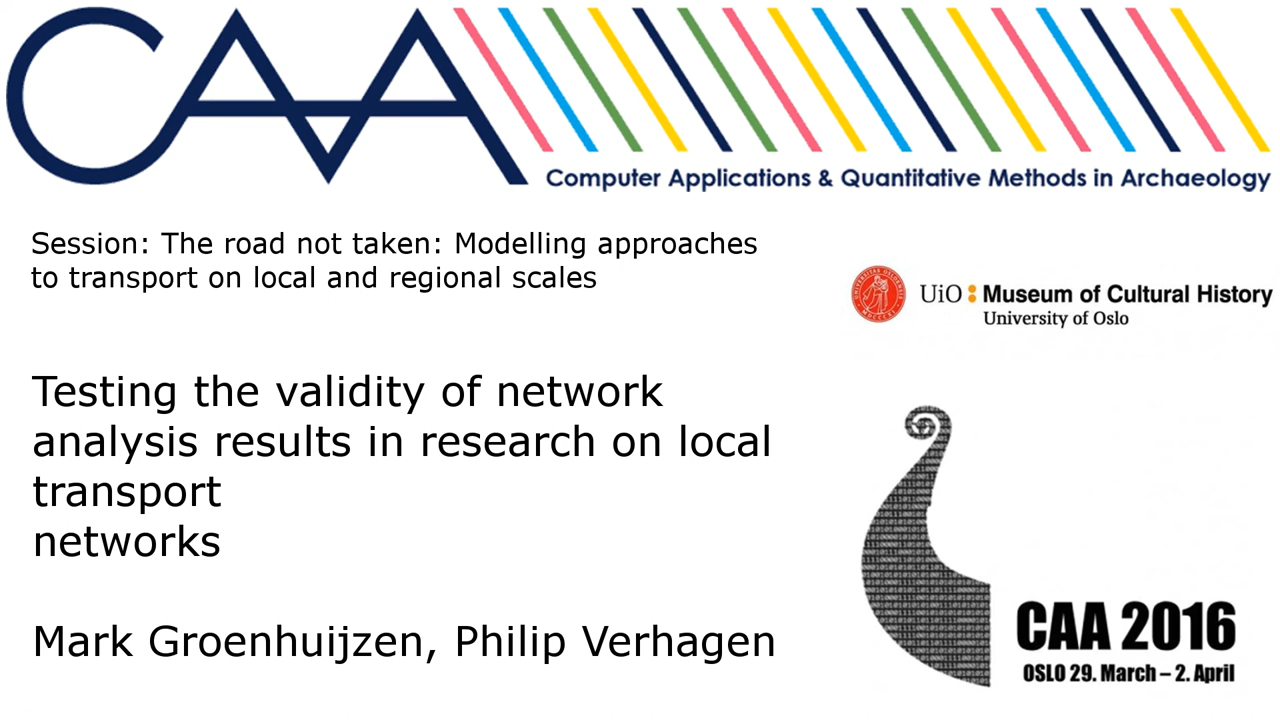 CAA
Computer Applications & Quantitative Methods in Archaeology
Session: The road not taken: Modelling approaches
to transport on local and regional scales
UiO Museum of Cultural History
University of Oslo
Testing the validity of network
analysis results in research on local
transport
networks
Mark Groenhuijzen, Philip Verhagen
CAA 2016
OSLO 29. March – 2. April